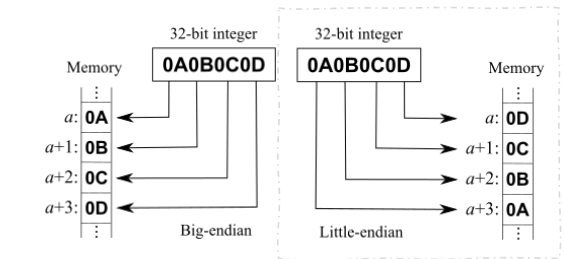 32-bit integer
0A0B0C0D
Memory
⋮
a: 0A
a+1: 0B
a+2: 0C
a+3: 0D
⋮
Big-endian
32-bit integer
0A0B0C0D
Memory
⋮
a: 0D
a+1: 0C
a+2: 0B
a+3: 0A
⋮
Little-endian